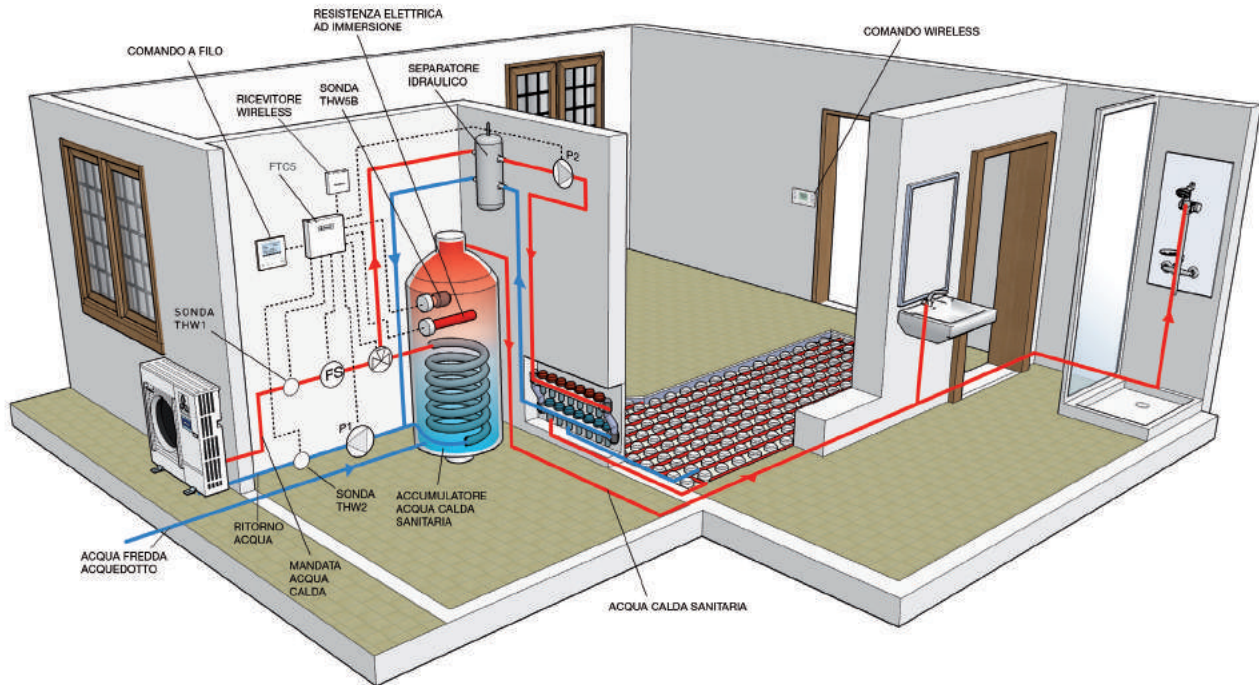 RESISTENZA ELETTRICA
AD IMMERSIONE
COMANDO A FILO
RICEVITORE
WIRELESS
SONDA
THW5B
SEPARATORE
IDRAULICO
COMANDO WIRELESS
FTC5
P2
SONDA
THW1
FS
P1
SONDA
THW2
ACCUMULATORE
ACQUA CALDA
SANITARIA
RITORNO
ACQUA
ACQUA FREDDA
ACQUEDOTTO
MANDATA
ACQUA
CALDA
ACQUA CALDA SANITARIA